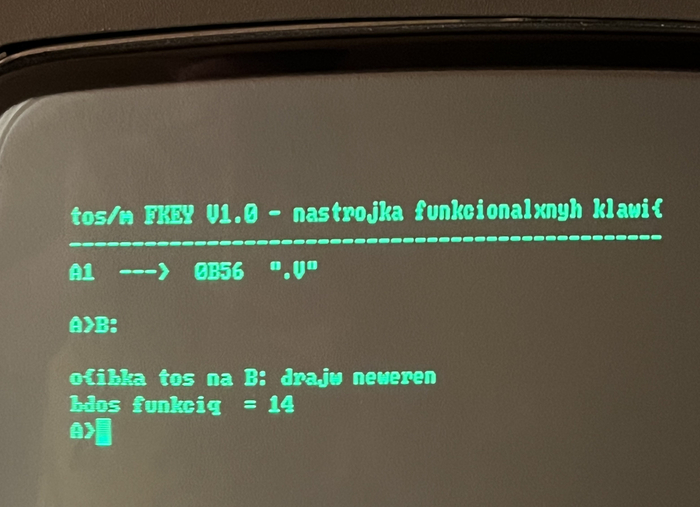 tos/m FKEY V1.0 - nastrojka funkcionalxnyh klawi{
------------------------------------------------
A1 ---> 0B56 ".V"
A>B:
o{ibka tos na B: drajw neweren
bdos funkciq = 14
A>